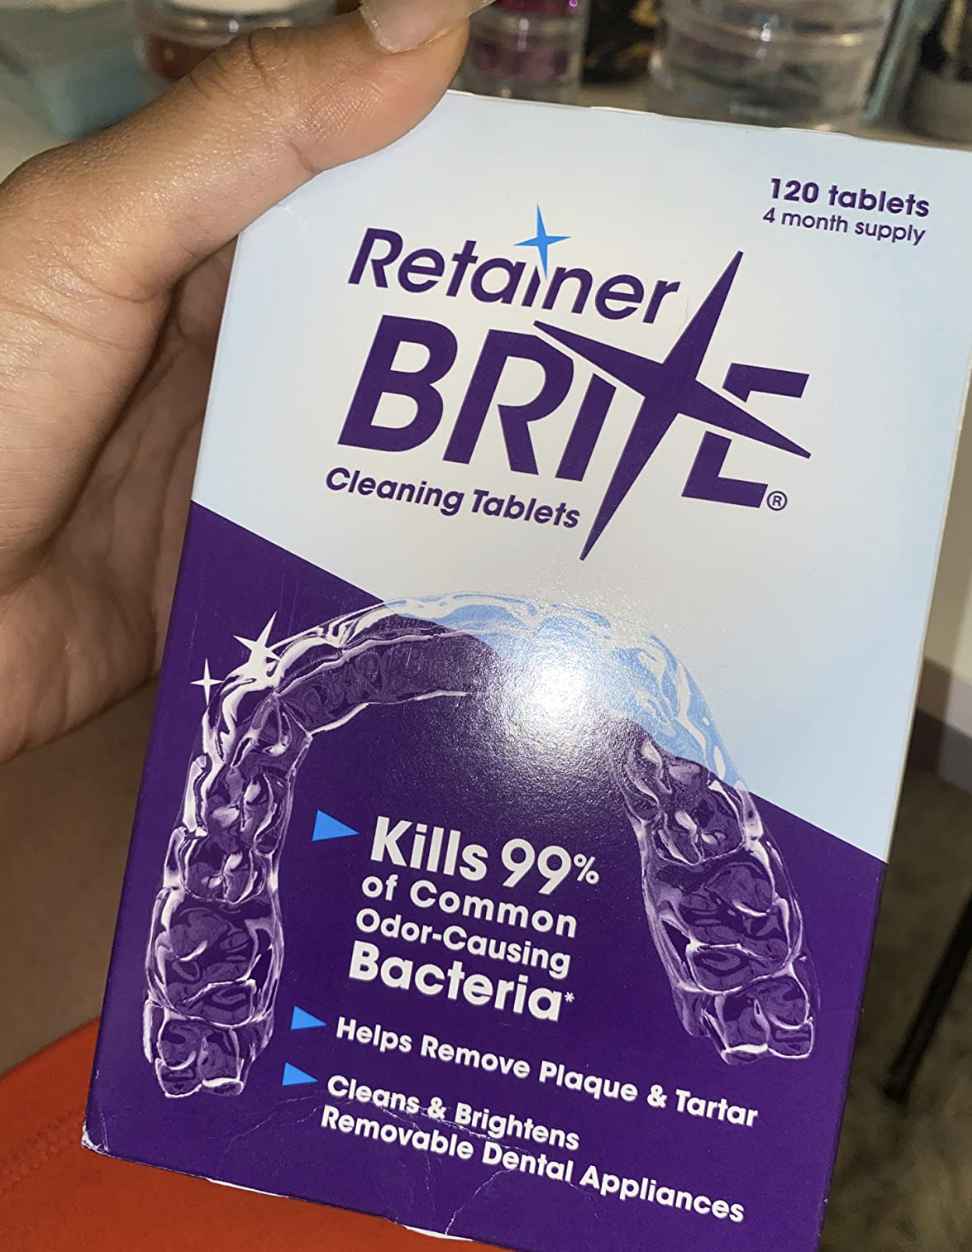 120 tablets
4 month supply
Retainer
BRITE®
Cleaning Tablets
Kills 99%
of Common
Odor-Causing
Bacteria*
Helps Remove Plaque & Tartar
Cleans & Brightens
Removable Dental Appliances